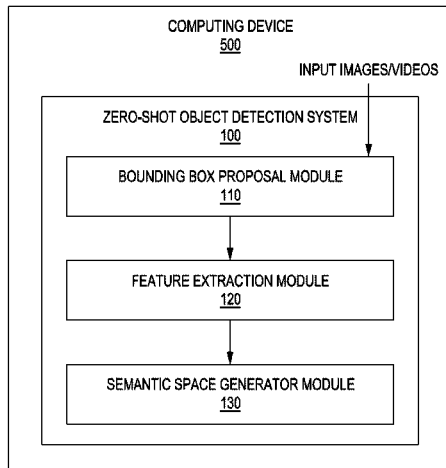 COMPUTING DEVICE
500
INPUT IMAGES/VIDEOS
ZERO-SHOT OBJECT DETECTION SYSTEM
100
BOUNDING BOX PROPOSAL MODULE
110
FEATURE EXTRACTION MODULE
120
SEMANTIC SPACE GENERATOR MODULE
130